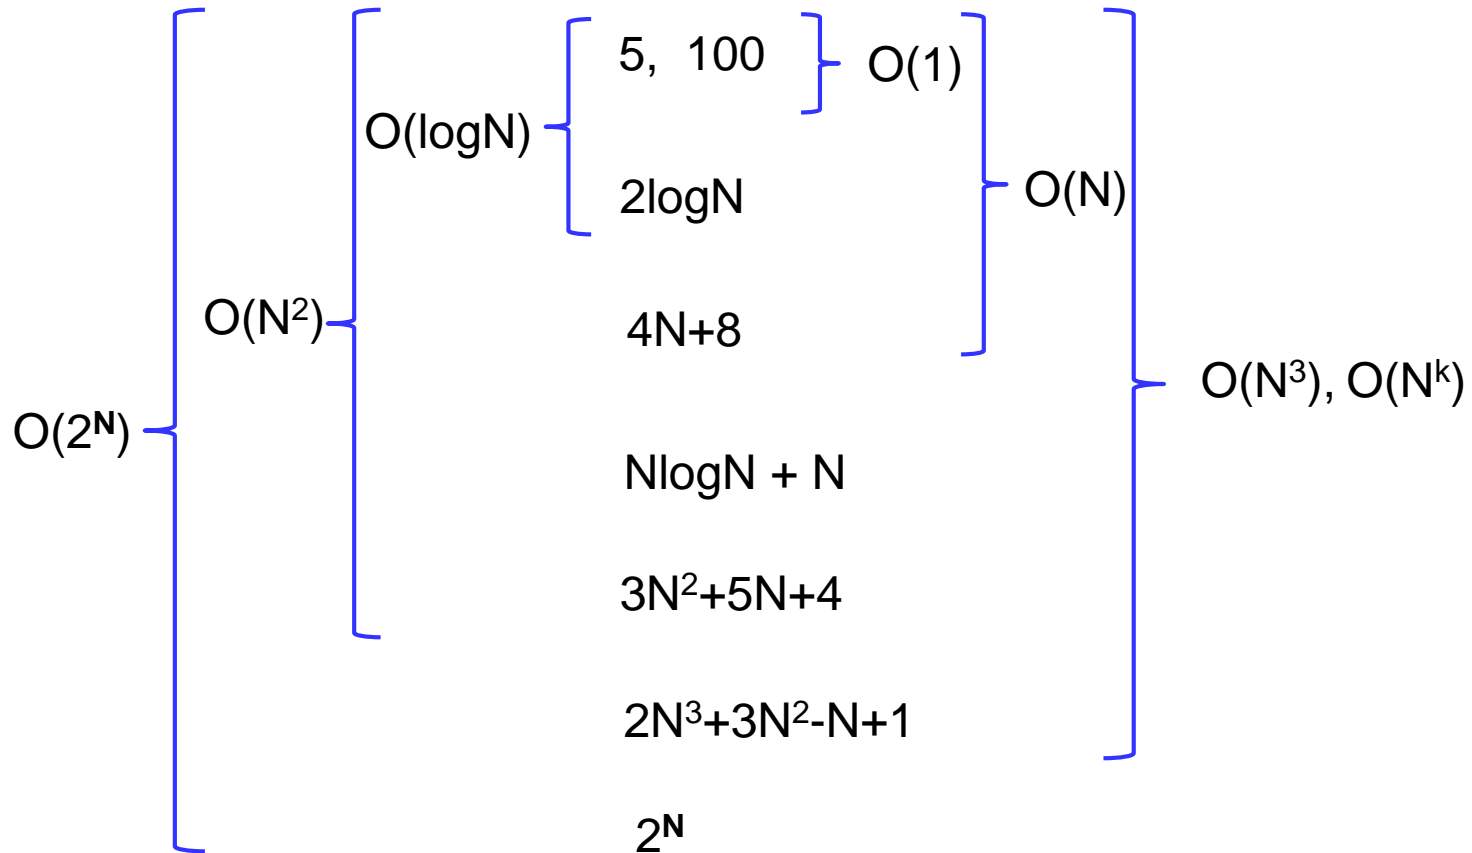 5, 100
O(1)
O(logN)
2logN
O(N)
O(N²)
4N+8
O(N³), O(Nᵏ)
O(2ᴺ)
NlogN + N
3N²+5N+4
2N³+3N²-N+1
2ᴺ